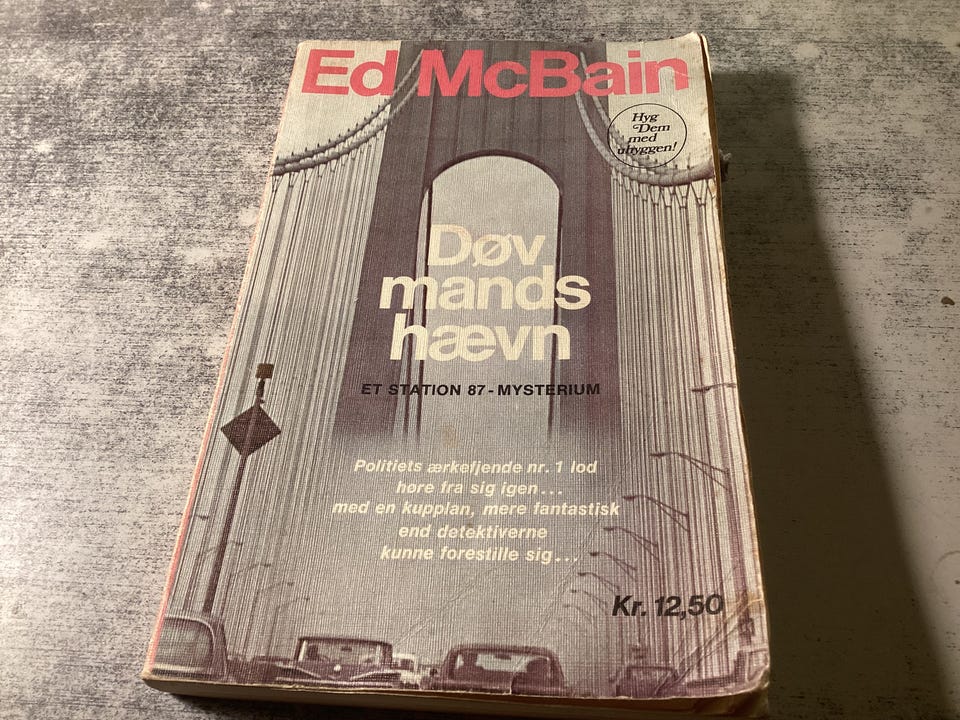 Ed McBain
Hyg
Dem
med
uhyggen!
Døv
mands
hævn
ET STATION 87-MYSTERIUM
Politiets ærkefjende nr. 1 lod
høre fra sig igen...
med en kupplan, mere fantastisk
end detektiverne
kunne forestille sig...
Kr. 12,50